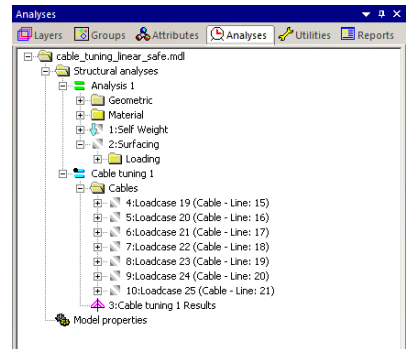 Analyses
Layers Groups Attributes Analyses Utilities Reports
cable_tuning_linear_safe.mdl
Structural analyses
Analysis 1
Geometric
Material
1:Self Weight
2:Surfacing
Loading
Cable tuning 1
Cables
4:Loadcase 19 (Cable - Line: 15)
5:Loadcase 20 (Cable - Line: 16)
6:Loadcase 21 (Cable - Line: 17)
7:Loadcase 22 (Cable - Line: 18)
8:Loadcase 23 (Cable - Line: 19)
9:Loadcase 24 (Cable - Line: 20)
10:Loadcase 25 (Cable - Line: 21)
3:Cable tuning 1 Results
Model properties